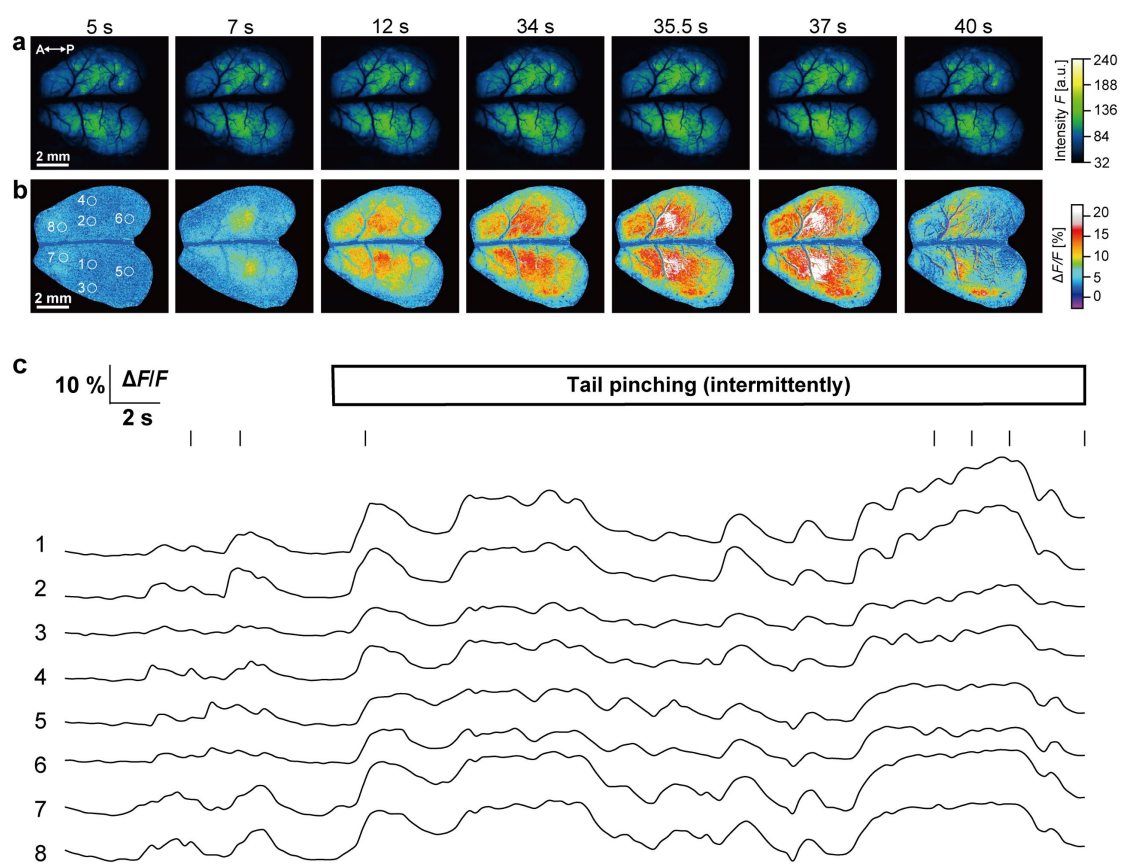 5 s 7 s 12 s 34 s 35.5 s 37 s 40 s
a
A↔P
2 mm
Intensity F [a.u.]
240
188
136
84
32
b
4
2
6
8
7
1
5
3
2 mm
ΔF/F [%]
20
15
10
5
0
c
10 % ΔF/F
2 s
Tail pinching (intermittently)
1
2
3
4
5
6
7
8